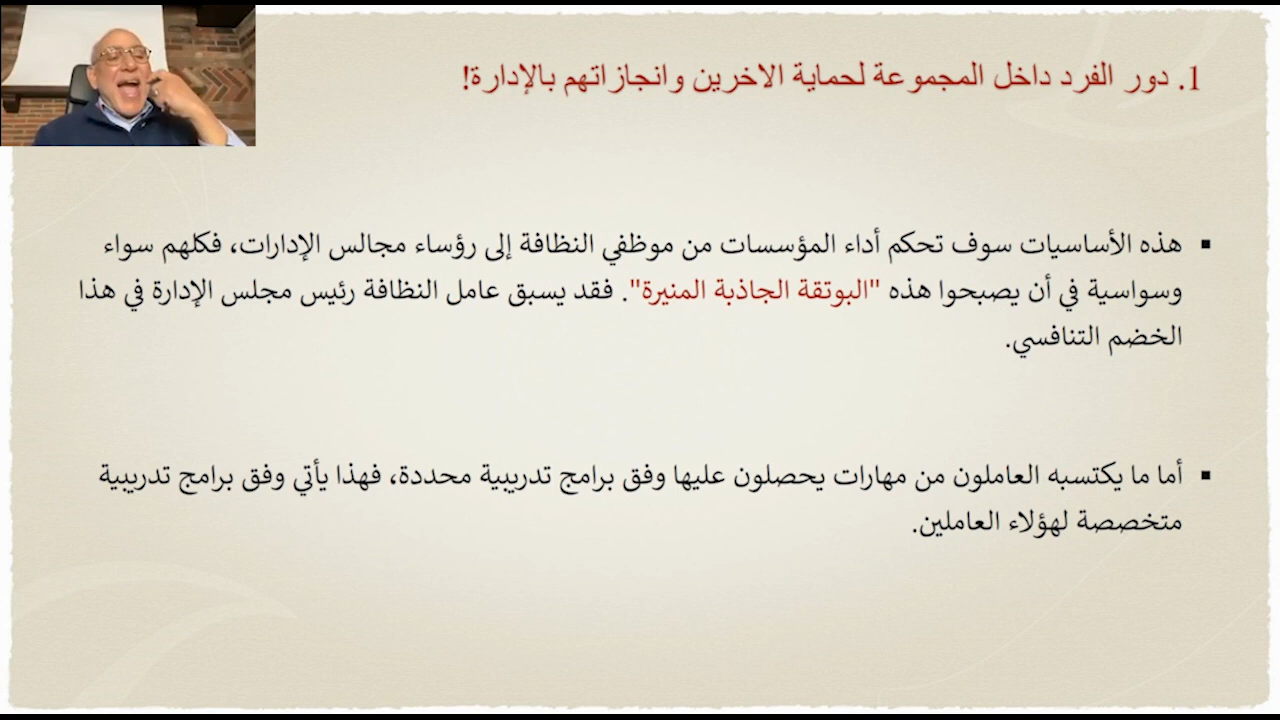 1. دور الفرد داخل المجموعة لحماية الاخرين وانجازاتهم بالإدارة!
▪ هذه الأساسيات سوف تحكم أداء المؤسسات من موظفي النظافة إلى رؤساء مجالس الإدارات، فكلهم سواء
وسواسية في أن يصبحوا هذه "البوتقة الجاذبة المنيرة". فقد يسبق عامل النظافة رئيس مجلس الإدارة في هذا
الخضم التنافسي.
▪ أما ما يكتسبه العاملون من مهارات يحصلون عليها وفق برامج تدريبية محددة، فهذا يأتي وفق برامج تدريبية
متخصصة لهؤلاء العاملين.